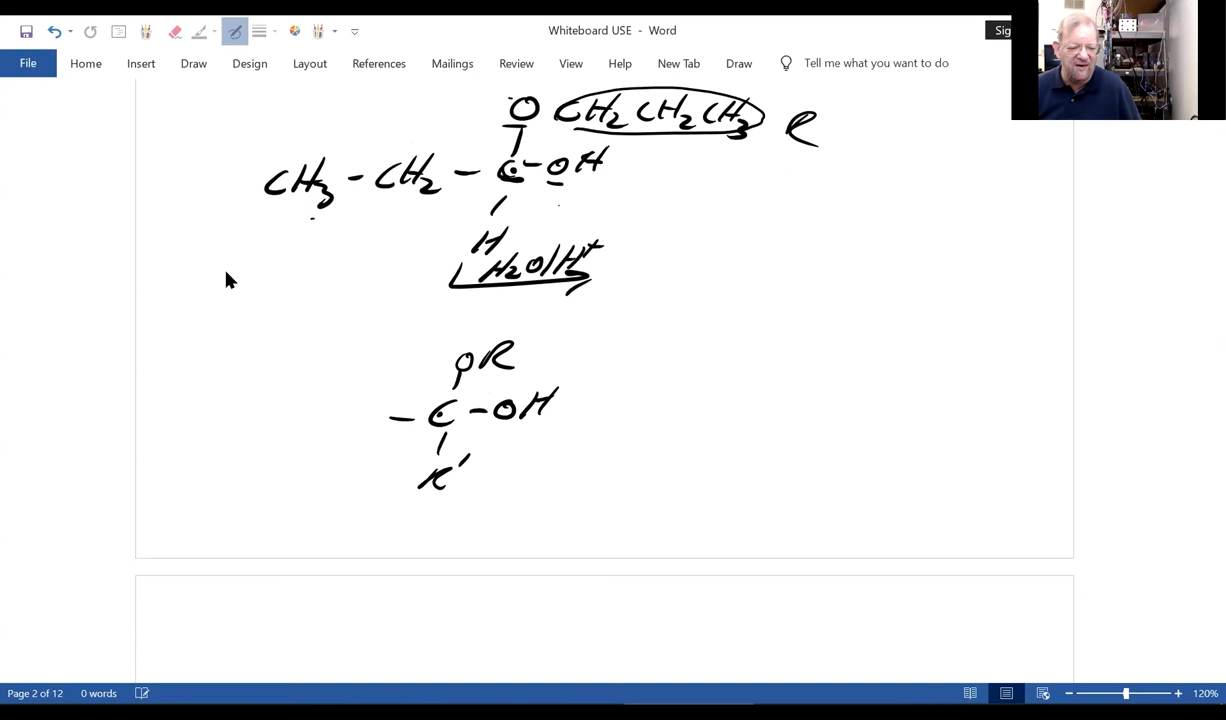 Whiteboard USE - Word
Sig
File Home Insert Draw Design Layout References Mailings Review View Help New Tab Draw Tell me what you want to do
O CH2 CH2 CH3 R
CH3 - CH2 - C - OH
H
H2O/H+
OR
- C - OH
R'
Page 2 of 12 0 words 120%